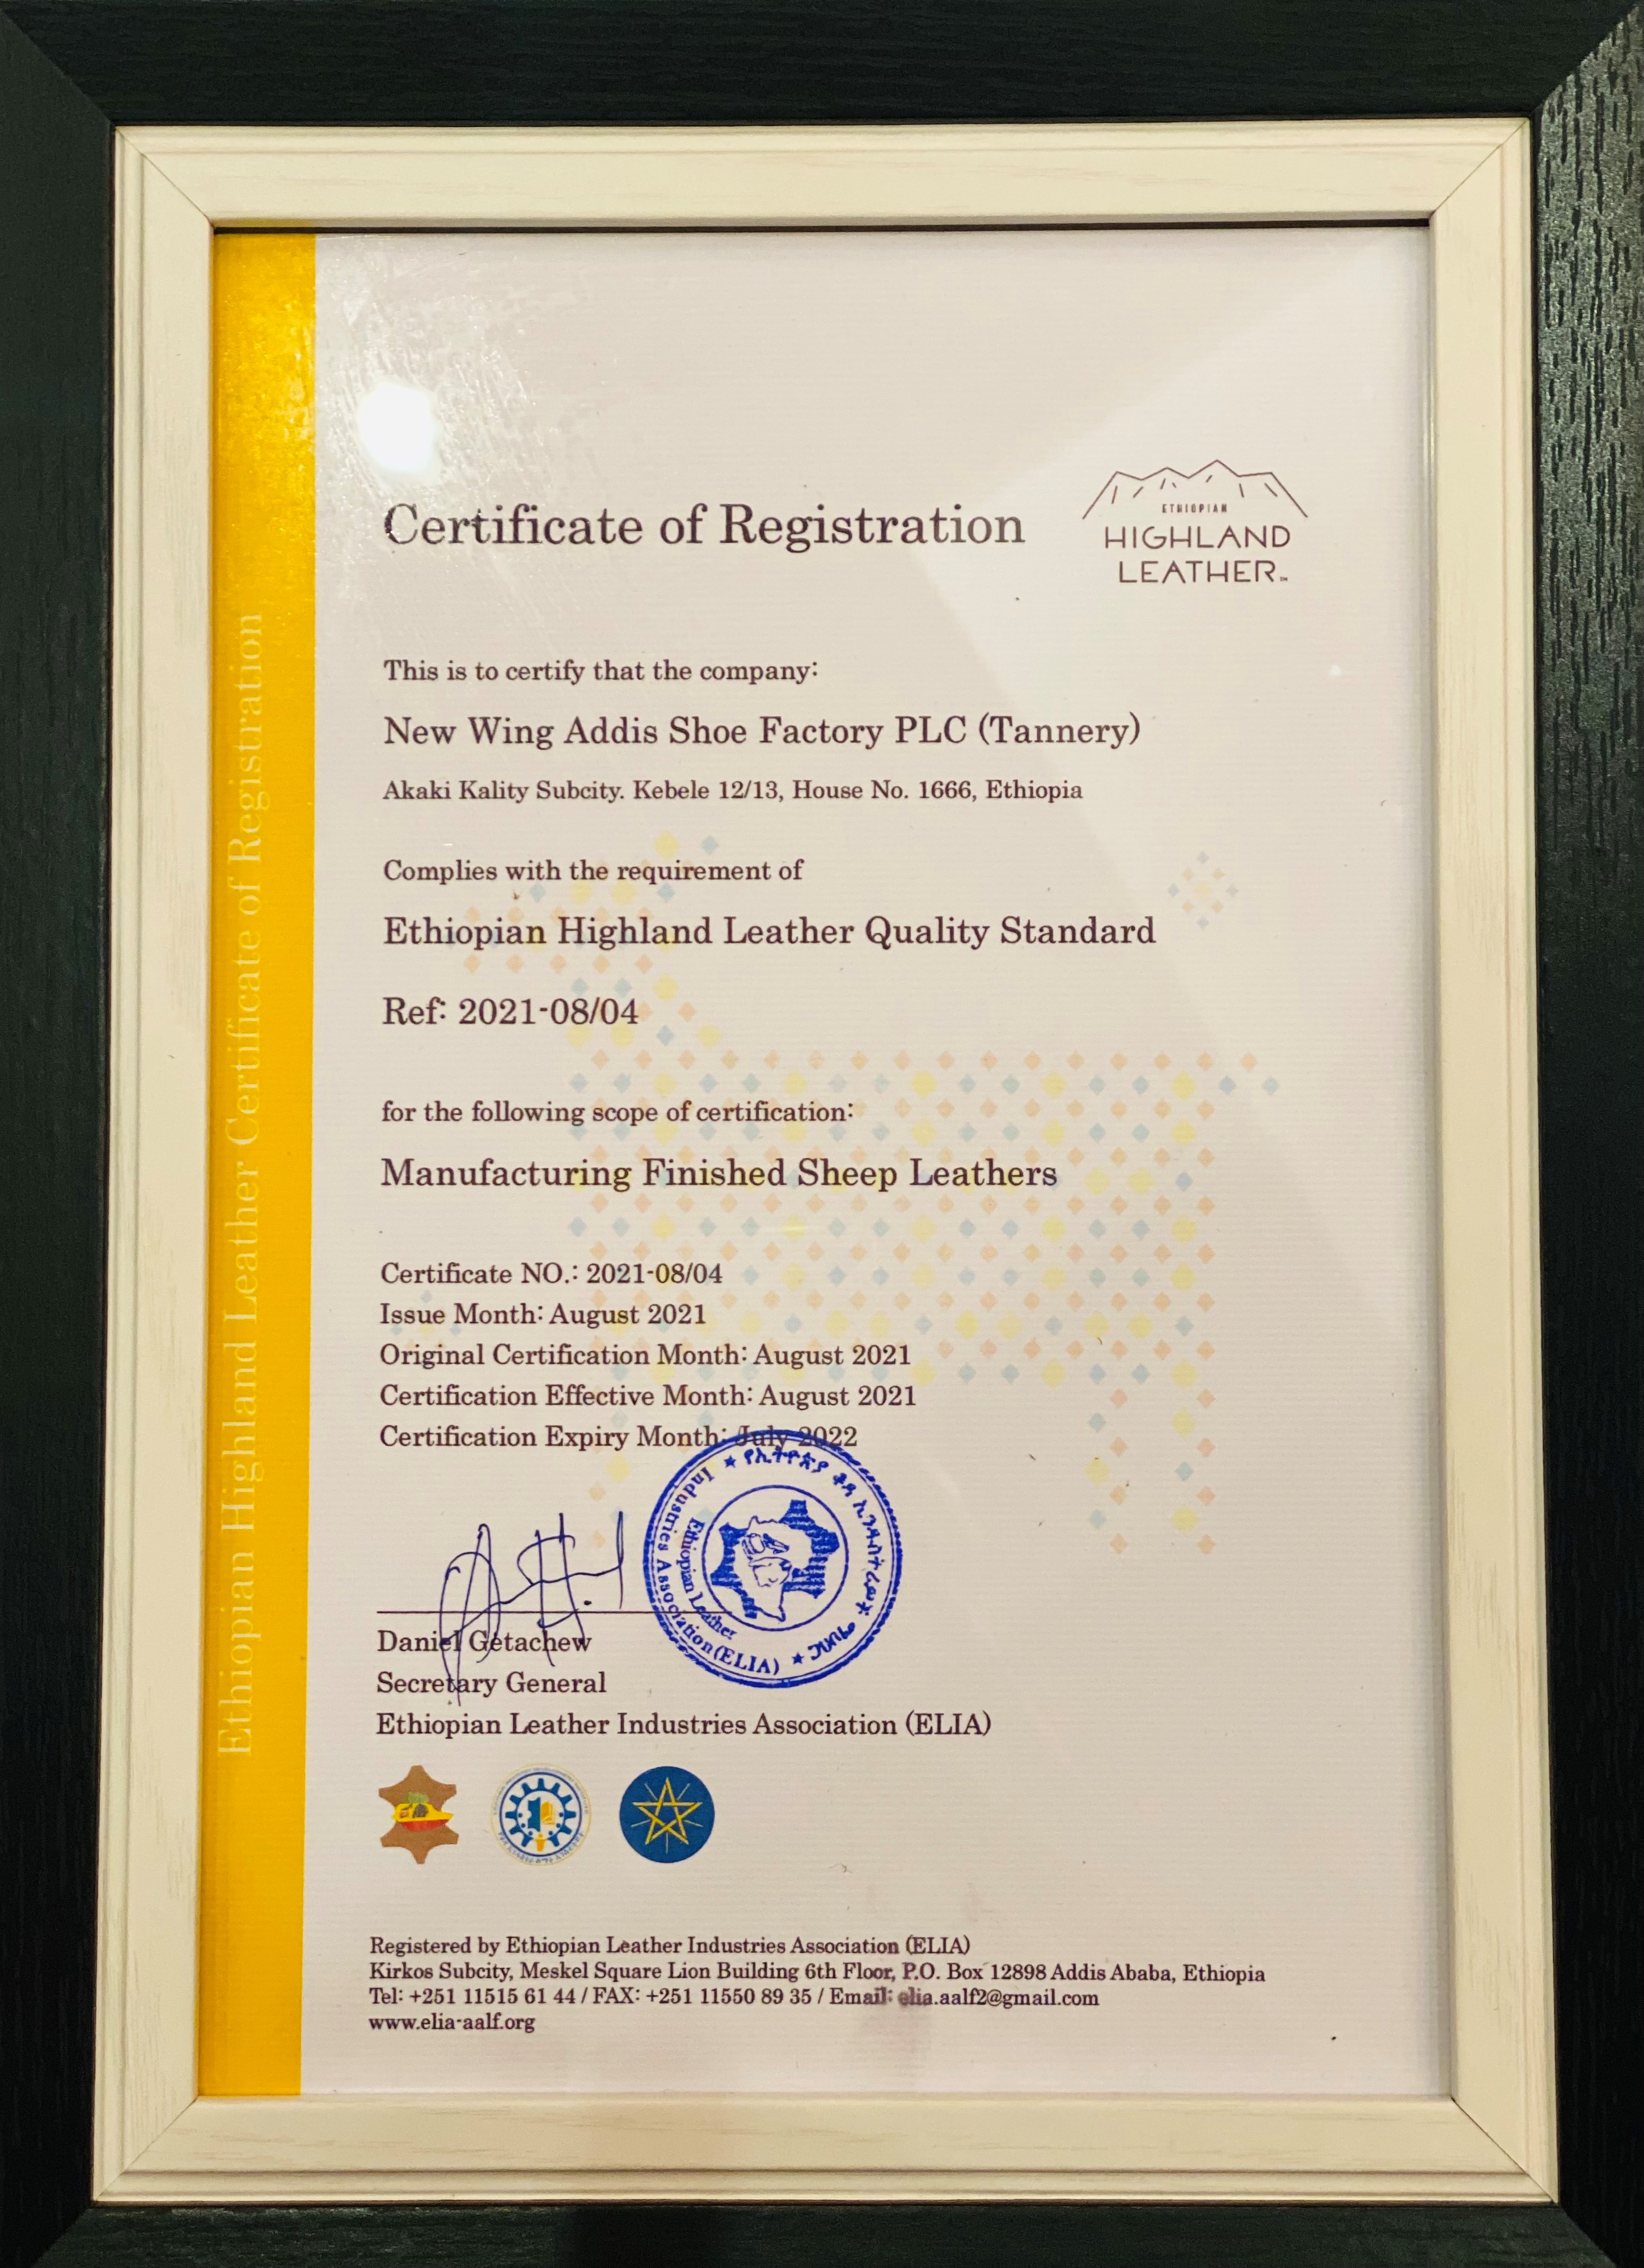 Ethiopian Highland Leather Certificate of Registration
Certificate of Registration
ETHIOPIAN
HIGHLAND
LEATHER
This is to certify that the company:
New Wing Addis Shoe Factory PLC (Tannery)
Akaki Kality Subcity. Kebele 12/13, House No. 1666, Ethiopia
Complies with the requirement of
Ethiopian Highland Leather Quality Standard
Ref: 2021-08/04
for the following scope of certification:
Manufacturing Finished Sheep Leathers
Certificate NO.: 2021-08/04
Issue Month: August 2021
Original Certification Month: August 2021
Certification Effective Month: August 2021
Certification Expiry Month: July 2022
የኢትዮጵያ ቆዳ ኢንዱስትሪዎች ማህበር
Ethiopian Leather
Industries Association (ELIA)
Daniel Getachew
Secretary General
Ethiopian Leather Industries Association (ELIA)
Registered by Ethiopian Leather Industries Association (ELIA)
Kirkos Subcity, Meskel Square Lion Building 6th Floor, P.O. Box 12898 Addis Ababa, Ethiopia
Tel: +251 11515 61 44 / FAX: +251 11550 89 35 / Email: elia.aalf2@gmail.com
www.elia-aalf.org